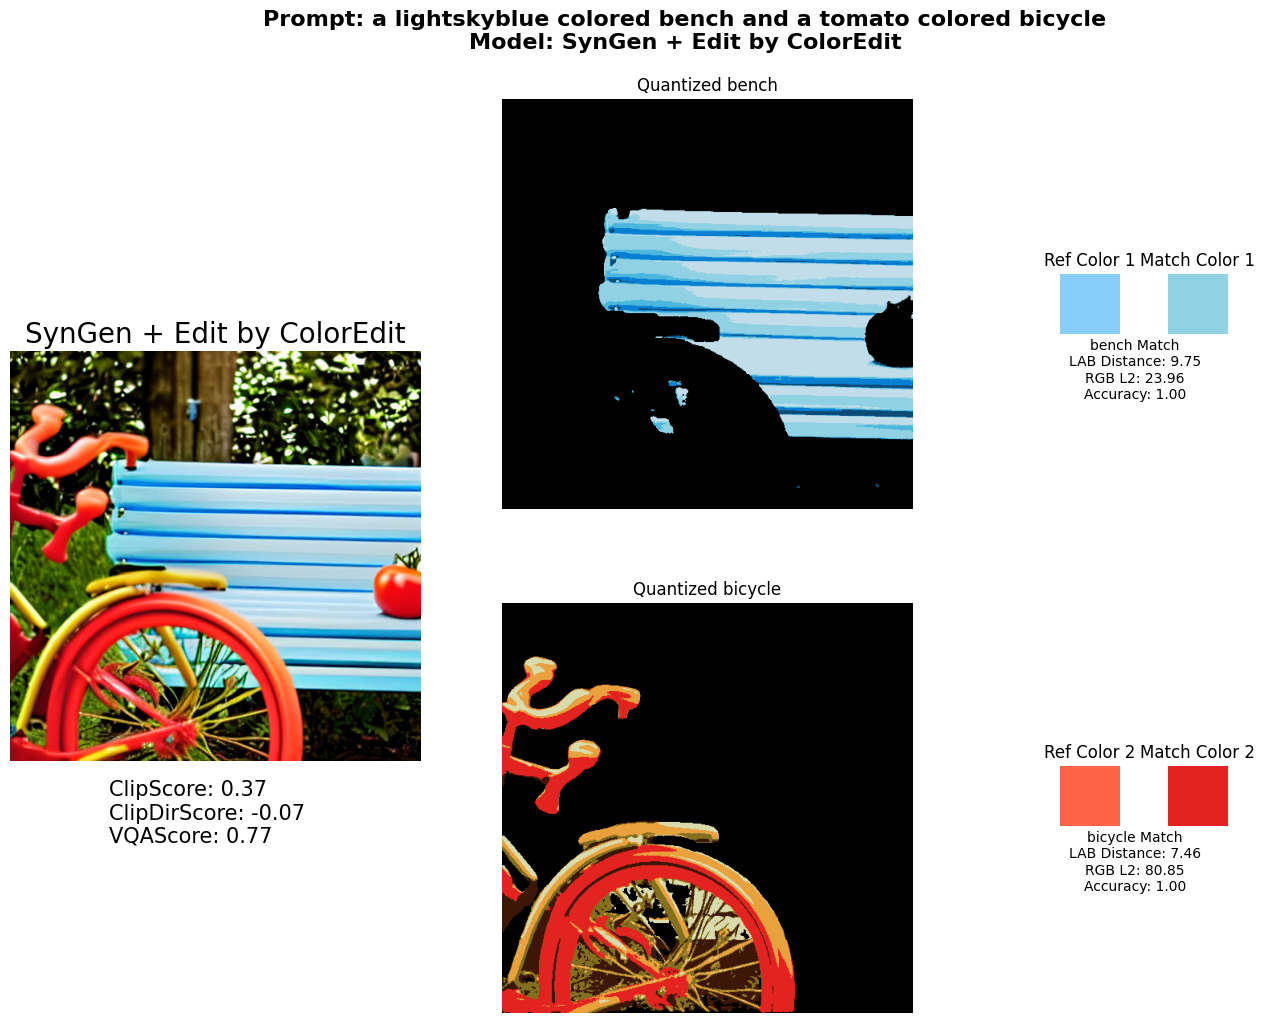 Prompt: a lightskyblue colored bench and a tomato colored bicycle
Model: SynGen + Edit by ColorEdit
Quantized bench
Ref Color 1 Match Color 1
bench Match
LAB Distance: 9.75
RGB L2: 23.96
Accuracy: 1.00
SynGen + Edit by ColorEdit
ClipScore: 0.37
ClipDirScore: -0.07
VQAScore: 0.77
Quantized bicycle
Ref Color 2 Match Color 2
bicycle Match
LAB Distance: 7.46
RGB L2: 80.85
Accuracy: 1.00